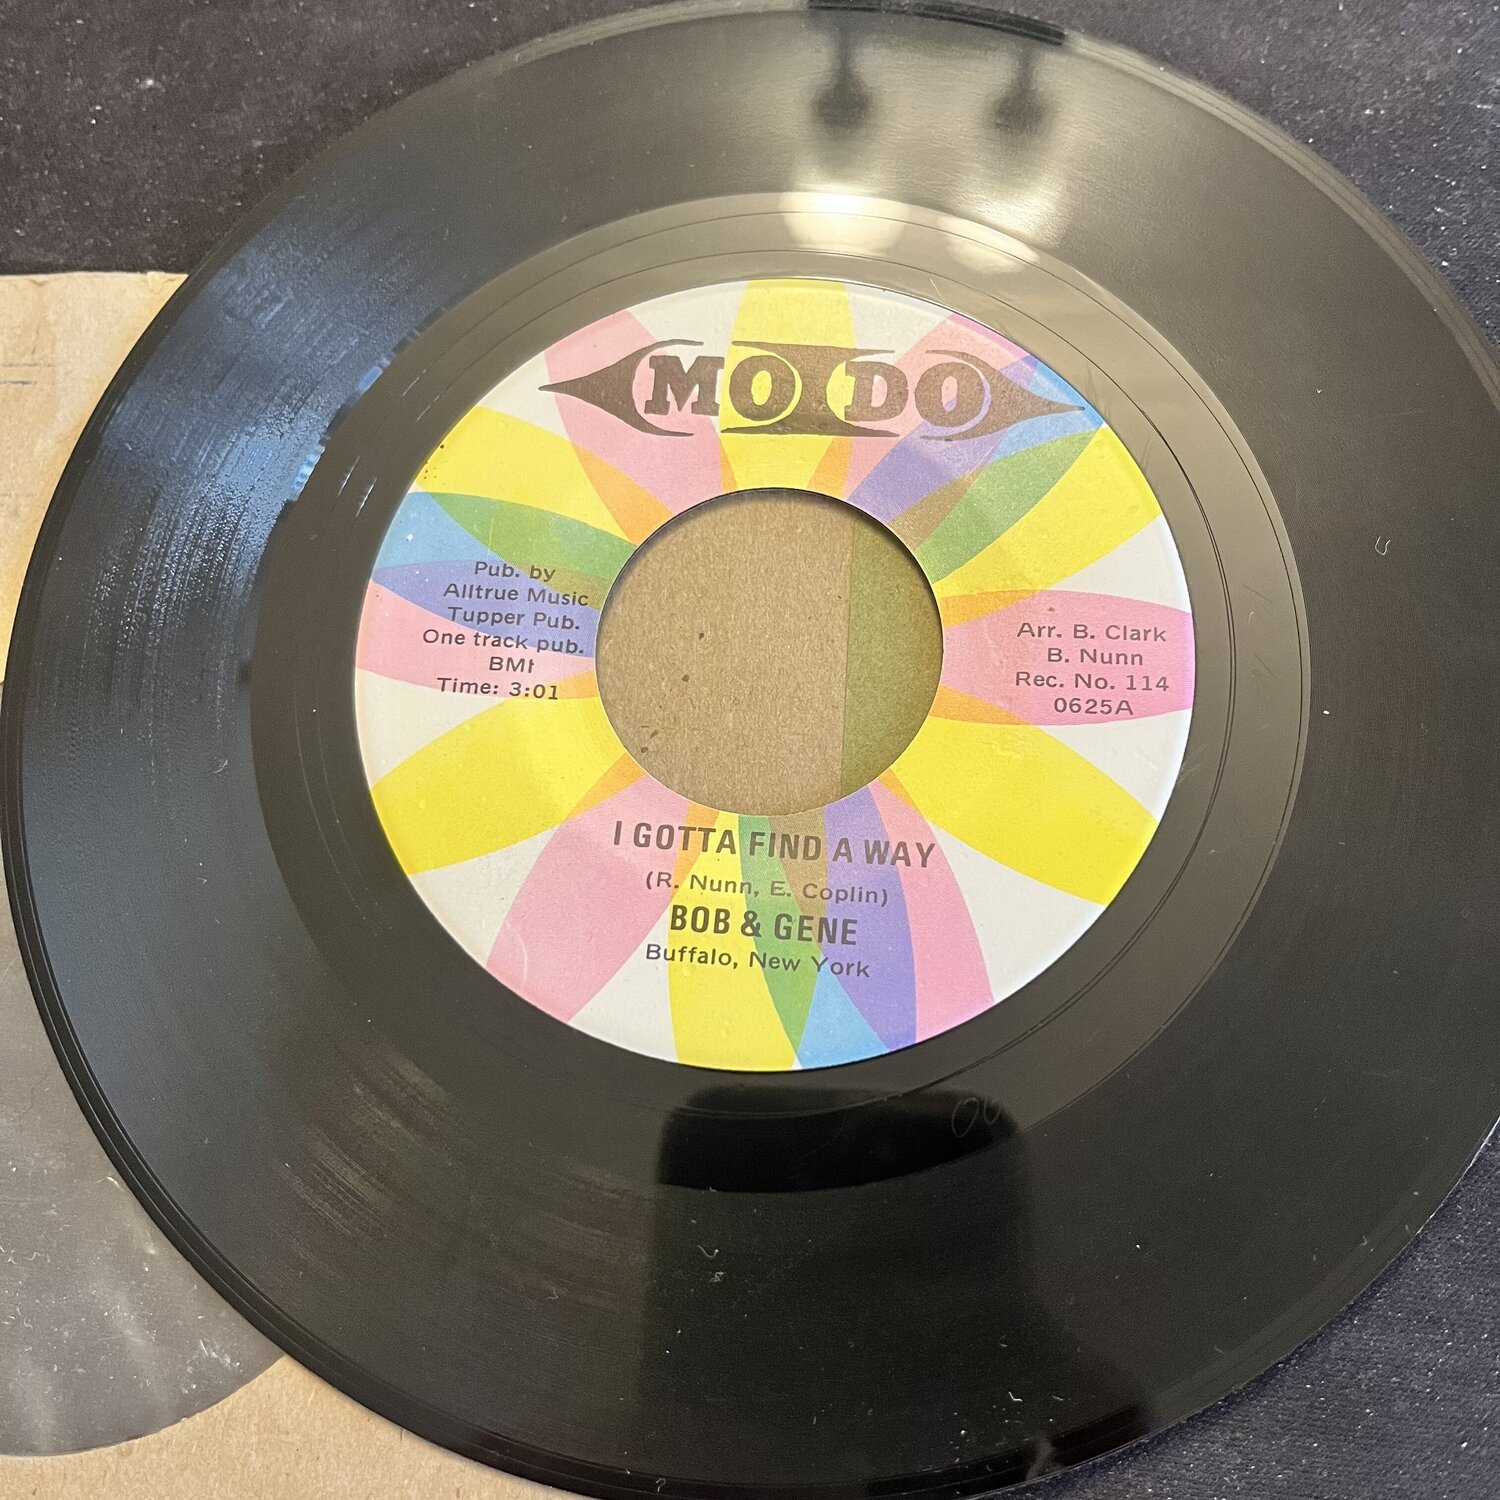 MO DO
Pub. by
Alltrue Music
Tupper Pub.
One track pub.
BMI
Time: 3:01
Arr. B. Clark
B. Nunn
Rec. No. 114
0625A
I GOTTA FIND A WAY
(R. Nunn, E. Coplin)
BOB & GENE
Buffalo, New York